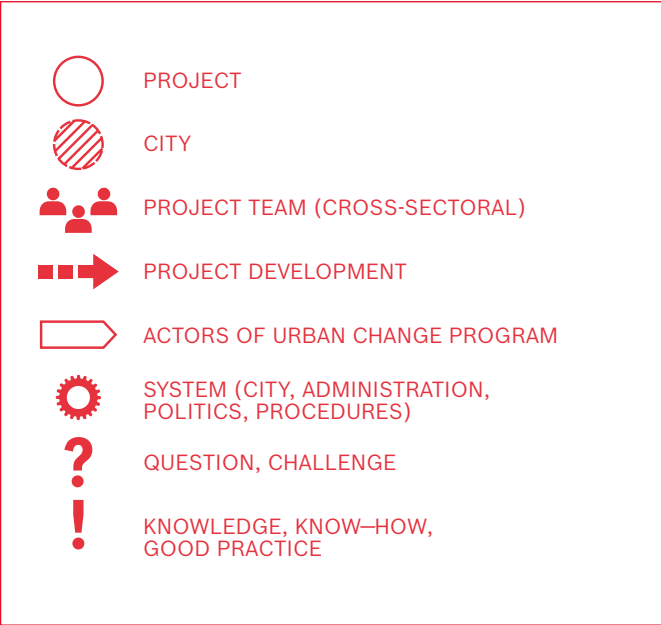 PROJECT
CITY
PROJECT TEAM (CROSS-SECTORAL)
PROJECT DEVELOPMENT
ACTORS OF URBAN CHANGE PROGRAM
SYSTEM (CITY, ADMINISTRATION,
POLITICS, PROCEDURES)
? QUESTION, CHALLENGE
! KNOWLEDGE, KNOW—HOW,
GOOD PRACTICE